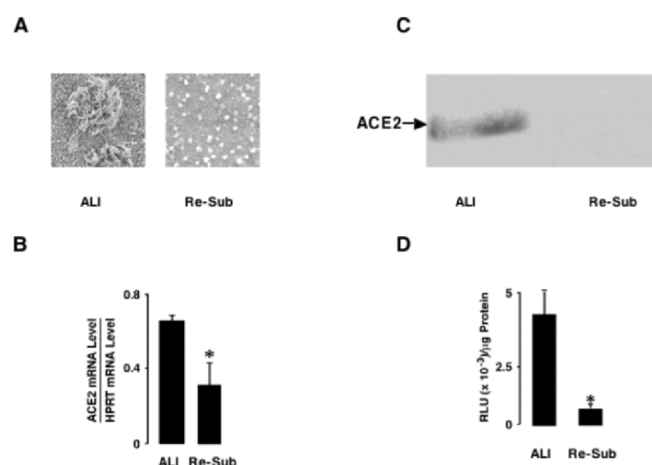 A
ALI
Re-Sub
B
0.8
0.4
0
ACE2 mRNA Level
HPRT mRNA Level
*
ALI
Re-Sub
C
ACE2
ALI
Re-Sub
D
5
2.5
0
RLU (x 10⁻³)/µg Protein
*
ALI
Re-Sub